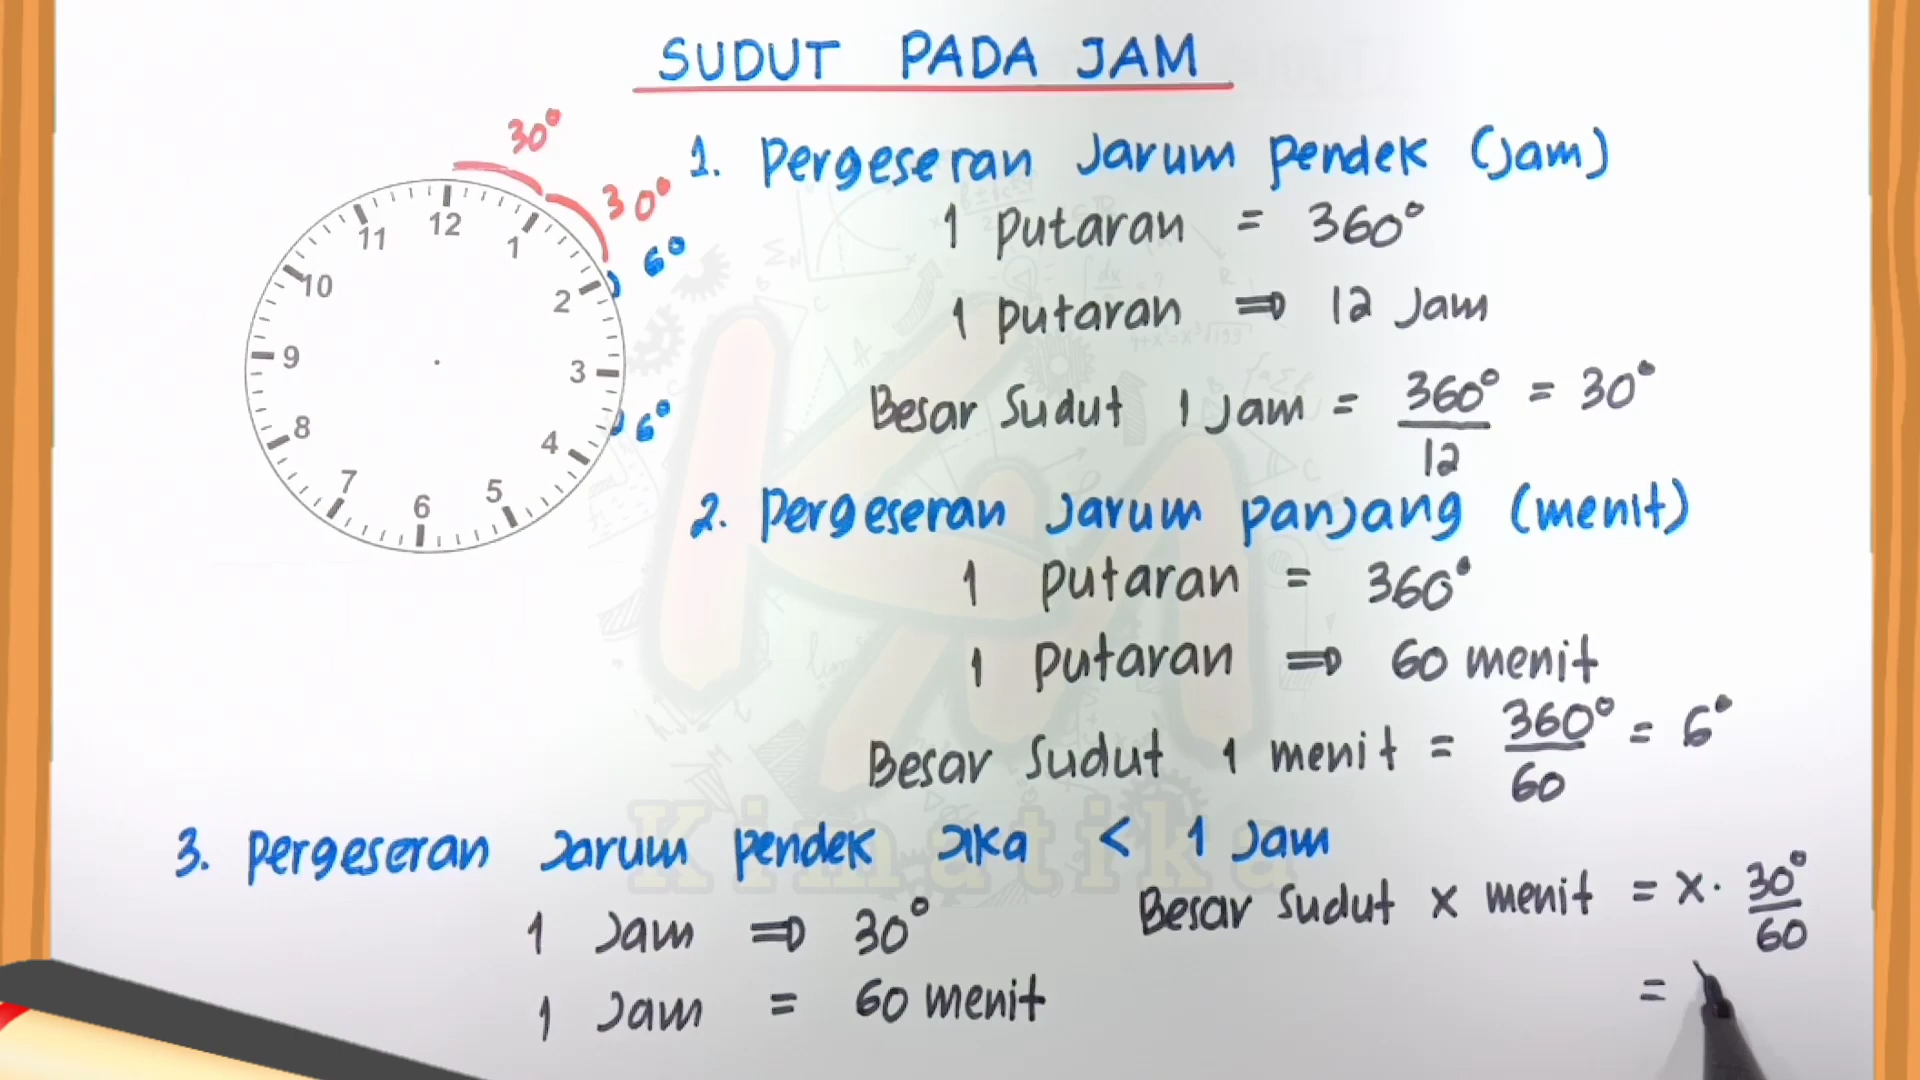 SUDUT PADA JAM
30°
30°
6°
6°
12
1
2
3
4
5
6
7
8
9
10
11
1. Pergeseran Jarum Pendek (Jam)
1 Putaran = 360°
1 Putaran ⇒ 12 Jam
Besar Sudut 1 Jam = 360°/12 = 30°
2. Pergeseran Jarum Panjang (menit)
1 Putaran = 360°
1 Putaran ⇒ 60 menit
Besar Sudut 1 menit = 360°/60 = 6°
3. Pergeseran Jarum Pendek Jika < 1 Jam
1 Jam ⇒ 30°
1 Jam = 60 menit
Besar Sudut x menit = x · 30°/60
=
Kimatika